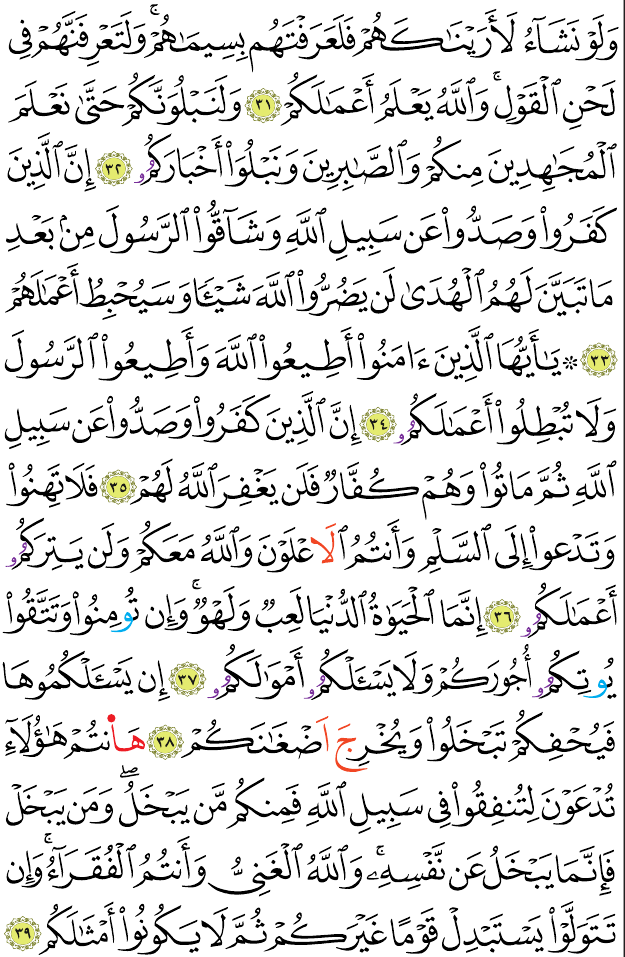 وَلَوْ نَشَآءُ لَأَرَيْنَٰكَهُمْ فَلَعَرَفْتَهُم بِسِيمَٰهُمْۚ وَلَتَعْرِفَنَّهُمْ فِي
لَحْنِ ٱلْقَوْلِۚ وَٱللَّهُ يَعْلَمُ أَعْمَٰلَكُمْ ٣١ وَلَنَبْلُوَنَّكُمْ حَتَّىٰ نَعْلَمَ
ٱلْمُجَٰهِدِينَ مِنكُمْ وَٱلصَّٰبِرِينَ وَنَبْلُوَا۟ أَخْبَارَكُمُۥ ٣٢ إِنَّ ٱلَّذِينَ
كَفَرُوا۟ وَصَدُّوا۟ عَن سَبِيلِ ٱللَّهِ وَشَآقُّوا۟ ٱلرَّسُولَ مِنۢ بَعْدِ
مَا تَبَيَّنَ لَهُمُ ٱلْهُدَىٰ لَن يَضُرُّوا۟ ٱللَّهَ شَيْـًٔا وَسَيُحْبِطُ أَعْمَٰلَهُمْ
٣٣ ۞ يَٰٓأَيُّهَا ٱلَّذِينَ ءَامَنُوٓا۟ أَطِيعُوا۟ ٱللَّهَ وَأَطِيعُوا۟ ٱلرَّسُولَ
وَلَا تُبْطِلُوٓا۟ أَعْمَٰلَكُمُۥ ٣٤ إِنَّ ٱلَّذِينَ كَفَرُوا۟ وَصَدُّوا۟ عَن سَبِيلِ
ٱللَّهِ ثُمَّ مَاتُوا۟ وَهُمْ كُفَّارٌ فَلَن يَغْفِرَ ٱللَّهُ لَهُمْ ٣٥ فَلَا تَهِنُوا۟
وَتَدْعُوٓا۟ إِلَى ٱلسَّلْمِ وَأَنتُمُ ٱلَاعْلَوْنَ وَٱللَّهُ مَعَكُمْ وَلَن يَتِرَكُمُۥ
أَعْمَٰلَكُمُۥ ٣٦ إِنَّمَا ٱلْحَيَوٰةُ ٱلدُّنْيَا لَعِبٌ وَلَهْوٌۚ وَإِن تُومِنُوا۟ وَتَتَّقُوا۟
يُوتِكُمُۥ أُجُورَكُمْ وَلَا يَسْـَٔلْكُمُۥ أَمْوَٰلَكُمُۥ ٣٧ إِن يَسْـَٔلْكُمُوهَا
فَيُحْفِكُمْ تَبْخَلُوا۟ وَيُخْرِجَ اَضْغَٰنَكُمْ ٣٨ هَآنتُمْ هَٰٓؤُلَآءِ
تُدْعَوْنَ لِتُنفِقُوا۟ فِي سَبِيلِ ٱللَّهِ فَمِنكُم مَّن يَبْخَلُۖ وَمَن يَبْخَلْ
فَإِنَّمَا يَبْخَلُ عَن نَّفْسِهِۦۚ وَٱللَّهُ ٱلْغَنِيُّ وَأَنتُمُ ٱلْفُقَرَآءُۚ وَإِن
تَتَوَلَّوْا۟ يَسْتَبْدِلْ قَوْمًا غَيْرَكُمْ ثُمَّ لَا يَكُونُوٓا۟ أَمْثَٰلَكُمُۥ ٣٩